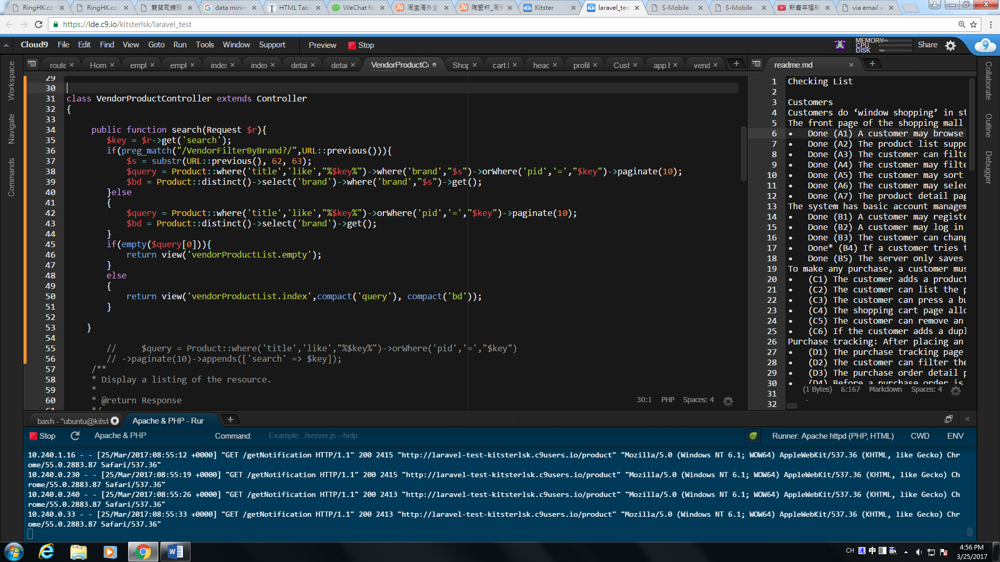 RingHK.co
RingHK.co
data minin
HTML Tabl
WeChat fo
淘宝海外全
Kitster
laravel_tes
S-Mobile -
S-Mobile -
新青年理髮
via email v
https://ide.c9.io/kitsterlsk/laravel_test
Cloud9 File Edit Find View Goto Run Tools Window Support Preview Stop
MEMORY
CPU
DISK
Share
Workspace
Navigate
Commands
route Hom empt empt index index detai detai VendorProductCo Shop cart.l head profil Cust app.b vend
29
30
31 class VendorProductController extends Controller
32 {
33
34 public function search(Request $r){
35 $key = $r->get('search');
36 if(preg_match("/VendorFilterByBrand?/",URL::previous())){
37 $s = substr(URL::previous(), 62, 63);
38 $query = Product::where('title','like',"%$key%")->where('brand',"$s")->orWhere('pid','=',"$key")->paginate(10);
39 $bd = Product::distinct()->select('brand')->where('brand',"$s")->get();
40 }else
41 {
42 $query = Product::where('title','like',"%$key%")->orWhere('pid','=',"$key")->paginate(10);
43 $bd = Product::distinct()->select('brand')->get();
44 }
45 if(empty($query[0])){
46 return view('vendorProductList.empty');
47 }
48 else
49 {
50 return view('vendorProductList.index',compact('query'), compact('bd'));
51 }
52
53 }
54
55 // $query = Product::where('title','like',"%$key%")->orWhere('pid','=',"$key")
56 // ->paginate(10)->appends(['search' => $key]);
57 /**
58 * Display a listing of the resource.
59 *
60 * @return Response
61 */
30:1 PHP Spaces: 4
readme.md
1 Checking List
2
3 Customers
4 Customers do ‘window shopping’ in st
5 The front page of the shopping mall
6 • Done (A1) A customer may browse
7 • Done (A2) The product list suppo
8 • Done (A3) The customer can filte
9 • Done (A4) The customer may filte
10 • Done (A5) The customer may sort
11 • Done (A6) The customer may selec
12 • Done (A7) The product detail pag
13 The system has basic account managem
14 • Done (B1) A customer may registe
15 • Done (B2) A customer may log in
16 • Done (B3) The customer can chang
17 • Done* (B4) If a customer tries t
18 • Done (B5) The server only saves
19 To make any purchase, a customer mus
20 • (C1) The customer adds a product
21 • (C2) The customer can list the p
22 • (C3) The customer can press a bu
23 • (C4) The shopping cart page allo
24 • (C5) The customer can remove an
25 • (C6) If the customer adds a dupl
26 Purchase tracking: After placing an
27 • (D1) The purchase tracking page
28 • (D2) The customer can filter the
29 • (D3) The purchase order detail p
30 • (D4) Before a purchase order is
31
32
(1 Bytes) 6:167 Markdown Spaces: 4
Collaborate
Outline
Debugger
bash - "ubuntu@kitst Apache & PHP - Rur
Stop Apache & PHP Command: Example: ./server.js --help Runner: Apache httpd (PHP, HTML) CWD ENV
10.240.1.16 - - [25/Mar/2017:08:55:12 +0000] "GET /getNotification HTTP/1.1" 200 2415 "http://laravel-test-kitsterlsk.c9users.io/product" "Mozilla/5.0 (Windows NT 6.1; WOW64) AppleWebKit/537.36 (KHTML, like Gecko) Chr
ome/55.0.2883.87 Safari/537.36"
10.240.0.230 - - [25/Mar/2017:08:55:19 +0000] "GET /getNotification HTTP/1.1" 200 2415 "http://laravel-test-kitsterlsk.c9users.io/product" "Mozilla/5.0 (Windows NT 6.1; WOW64) AppleWebKit/537.36 (KHTML, like Gecko) Ch
rome/55.0.2883.87 Safari/537.36"
10.240.0.240 - - [25/Mar/2017:08:55:26 +0000] "GET /getNotification HTTP/1.1" 200 2413 "http://laravel-test-kitsterlsk.c9users.io/product" "Mozilla/5.0 (Windows NT 6.1; WOW64) AppleWebKit/537.36 (KHTML, like Gecko) Ch
rome/55.0.2883.87 Safari/537.36"
10.240.0.33 - - [25/Mar/2017:08:55:33 +0000] "GET /getNotification HTTP/1.1" 200 2413 "http://laravel-test-kitsterlsk.c9users.io/product" "Mozilla/5.0 (Windows NT 6.1; WOW64) AppleWebKit/537.36 (KHTML, like Gecko) Chr
ome/55.0.2883.87 Safari/537.36"
CH 速 中
4:56 PM
3/25/2017